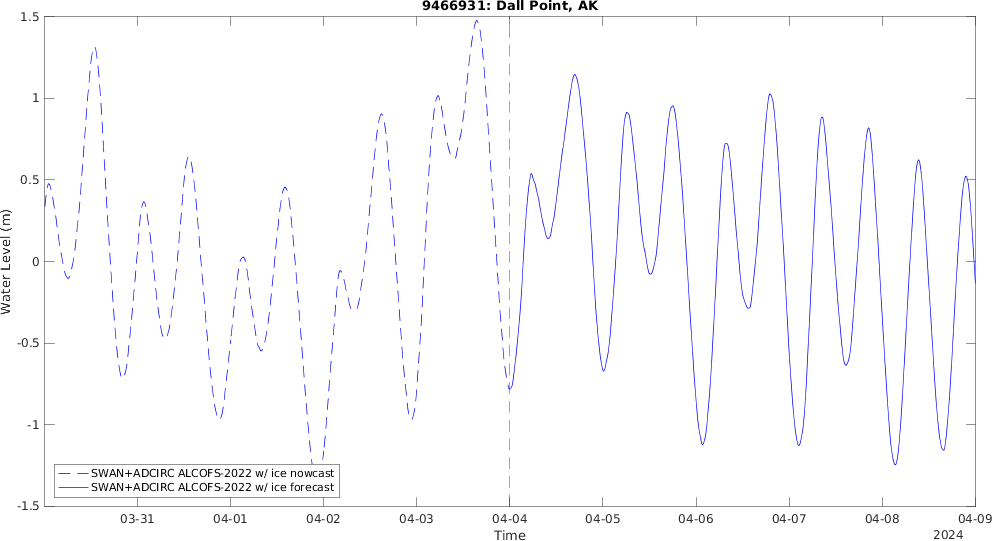 9466931: Dall Point, AK
1.5
1
0.5
0
-0.5
-1
-1.5
Water Level (m)
SWAN+ADCIRC ALCOFS-2022 w/ ice nowcast
SWAN+ADCIRC ALCOFS-2022 w/ ice forecast
03-31 04-01 04-02 04-03 04-04 04-05 04-06 04-07 04-08 04-09
Time
2024